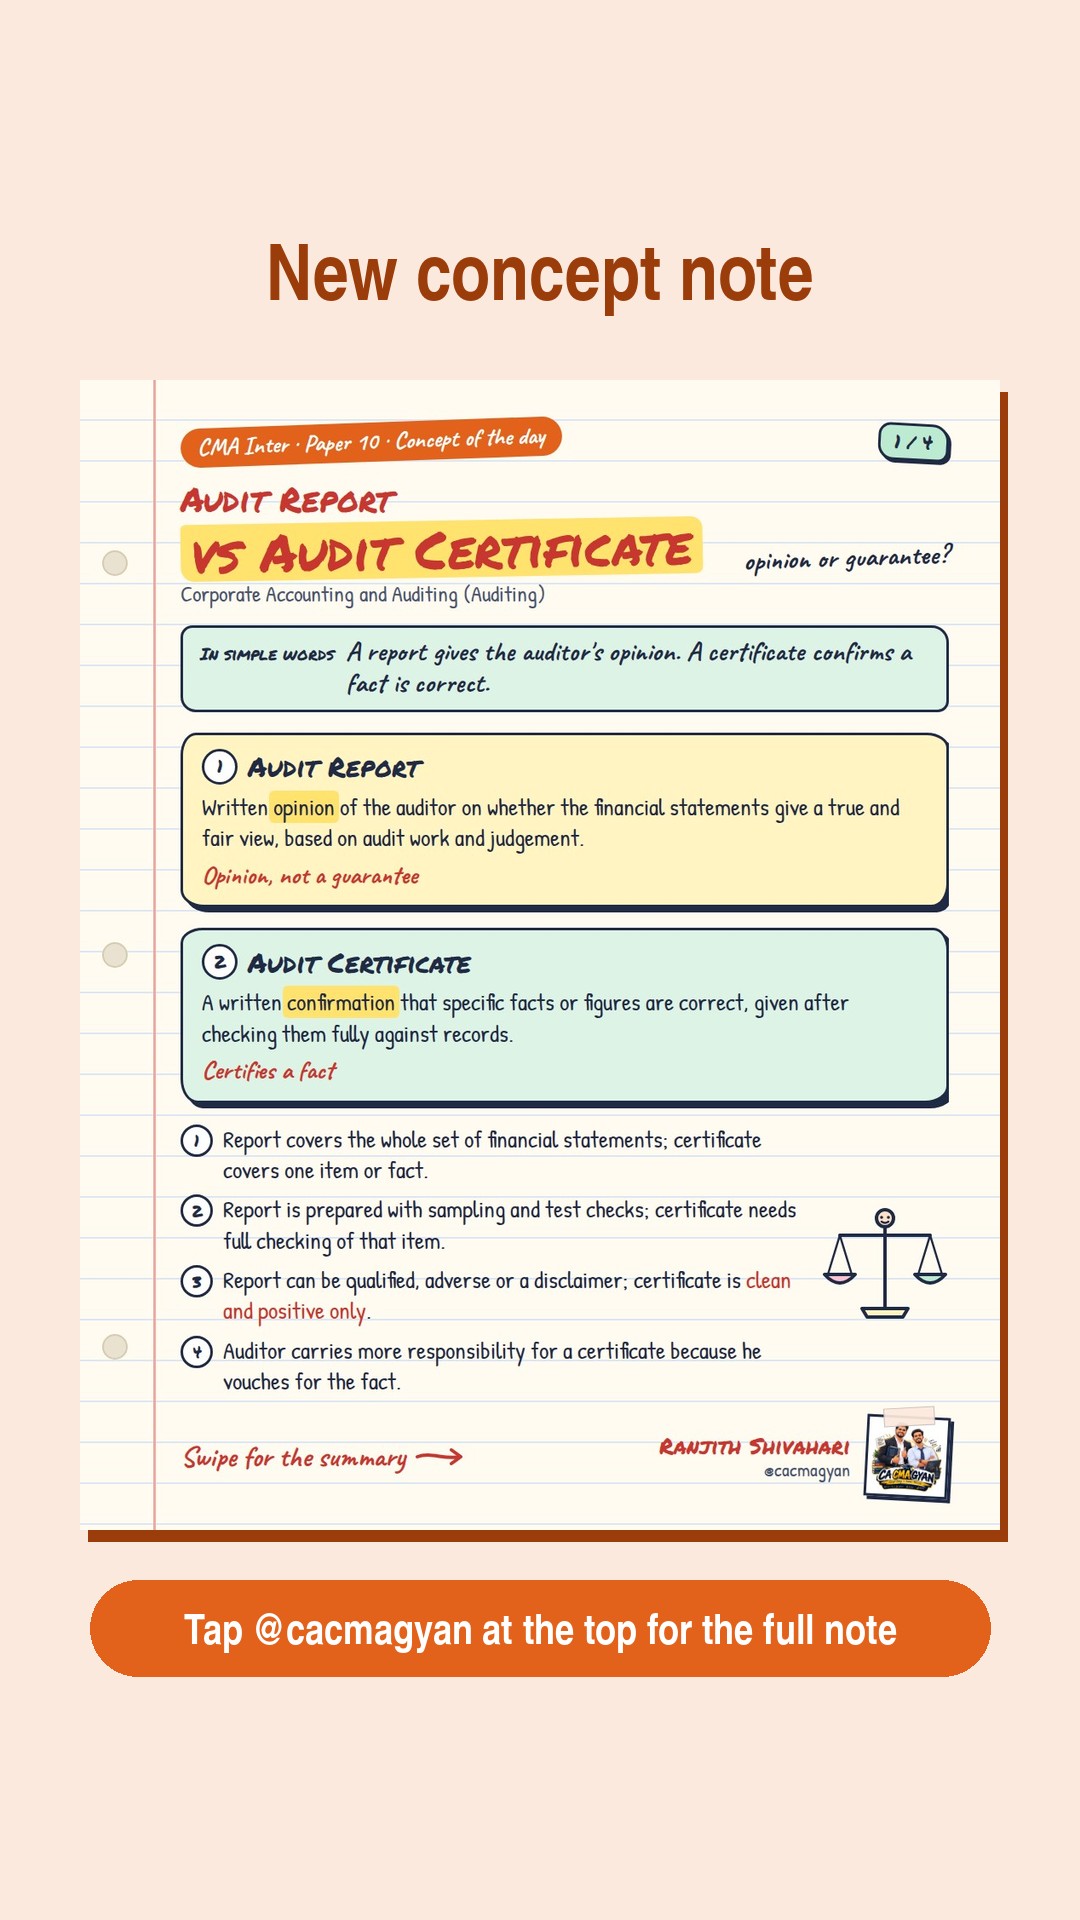 New concept note
CMA Inter · Paper 10 · Concept of the day
1 / 4
AUDIT REPORT
VS AUDIT CERTIFICATE
opinion or guarantee?
Corporate Accounting and Auditing (Auditing)
IN SIMPLE WORDS A report gives the auditor's opinion. A certificate confirms a
fact is correct.
1 AUDIT REPORT
Written opinion of the auditor on whether the financial statements give a true and
fair view, based on audit work and judgement.
Opinion, not a guarantee
2 AUDIT CERTIFICATE
A written confirmation that specific facts or figures are correct, given after
checking them fully against records.
Certifies a fact
1 Report covers the whole set of financial statements; certificate
covers one item or fact.
2 Report is prepared with sampling and test checks; certificate needs
full checking of that item.
3 Report can be qualified, adverse or a disclaimer; certificate is clean
and positive only.
4 Auditor carries more responsibility for a certificate because he
vouches for the fact.
Swipe for the summary
RANJITH SHIVAHARI
@cacmagyan
CA CMA GYAN
Tap @cacmagyan at the top for the full note